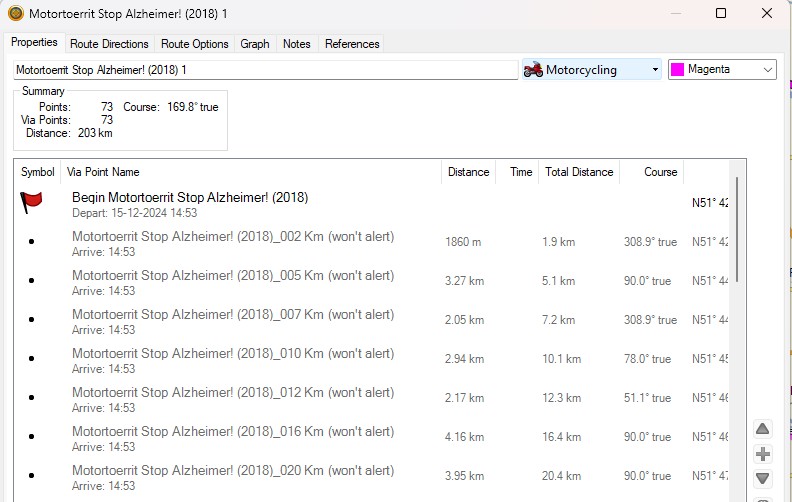 Motortoerrit Stop Alzheimer! (2018) 1
Properties Route Directions Route Options Graph Notes References
Motortoerrit Stop Alzheimer! (2018) 1 Motorcycling Magenta
Summary
Points: 73 Course: 169.8° true
Via Points: 73
Distance: 203 km
Symbol Via Point Name Distance Time Total Distance Course
Begin Motortoerrit Stop Alzheimer! (2018) N51° 42
Depart: 15-12-2024 14:53
Motortoerrit Stop Alzheimer! (2018)_002 Km (won't alert) 1860 m 1.9 km 308.9° true N51° 42
Arrive: 14:53
Motortoerrit Stop Alzheimer! (2018)_005 Km (won't alert) 3.27 km 5.1 km 90.0° true N51° 44
Arrive: 14:53
Motortoerrit Stop Alzheimer! (2018)_007 Km (won't alert) 2.05 km 7.2 km 308.9° true N51° 44
Arrive: 14:53
Motortoerrit Stop Alzheimer! (2018)_010 Km (won't alert) 2.94 km 10.1 km 78.0° true N51° 45
Arrive: 14:53
Motortoerrit Stop Alzheimer! (2018)_012 Km (won't alert) 2.17 km 12.3 km 51.1° true N51° 46
Arrive: 14:53
Motortoerrit Stop Alzheimer! (2018)_016 Km (won't alert) 4.16 km 16.4 km 90.0° true N51° 46
Arrive: 14:53
Motortoerrit Stop Alzheimer! (2018)_020 Km (won't alert) 3.95 km 20.4 km 90.0° true N51° 47
Arrive: 14:53